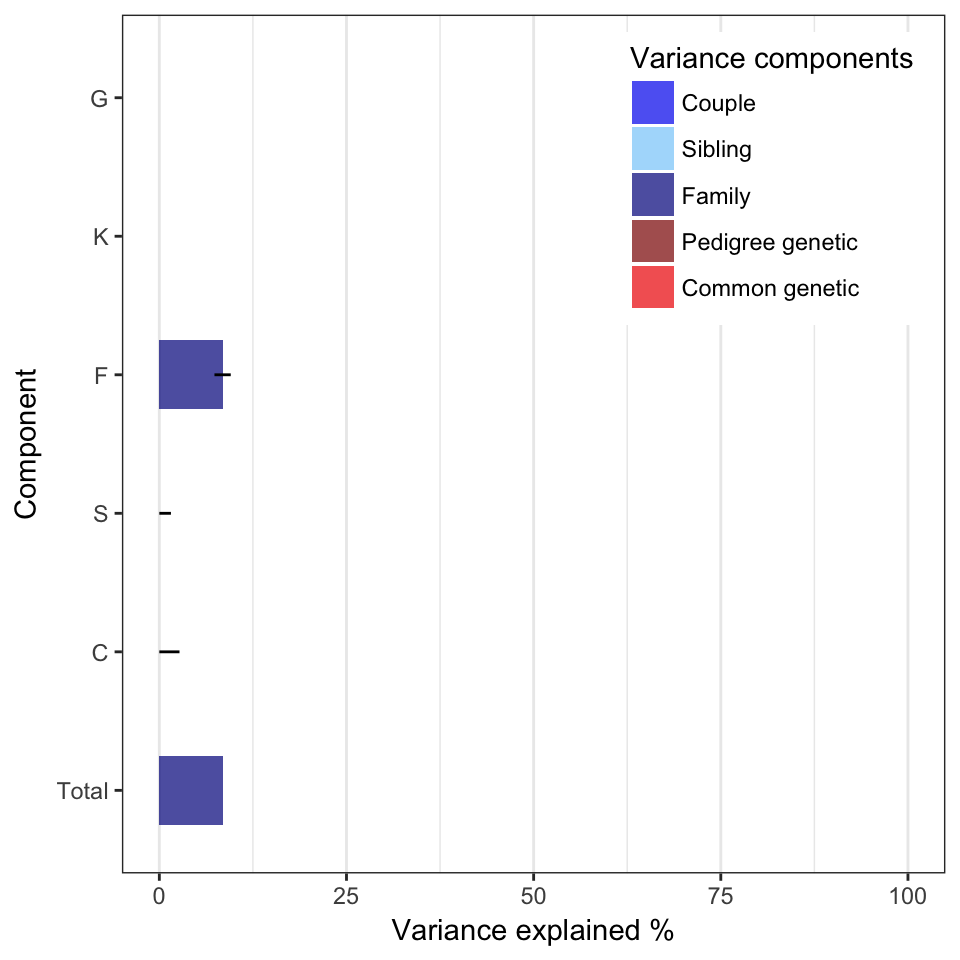 Variance components
Couple
Sibling
Family
Pedigree genetic
Common genetic
G
K
F
S
C
Total
Component
0 25 50 75 100
Variance explained %